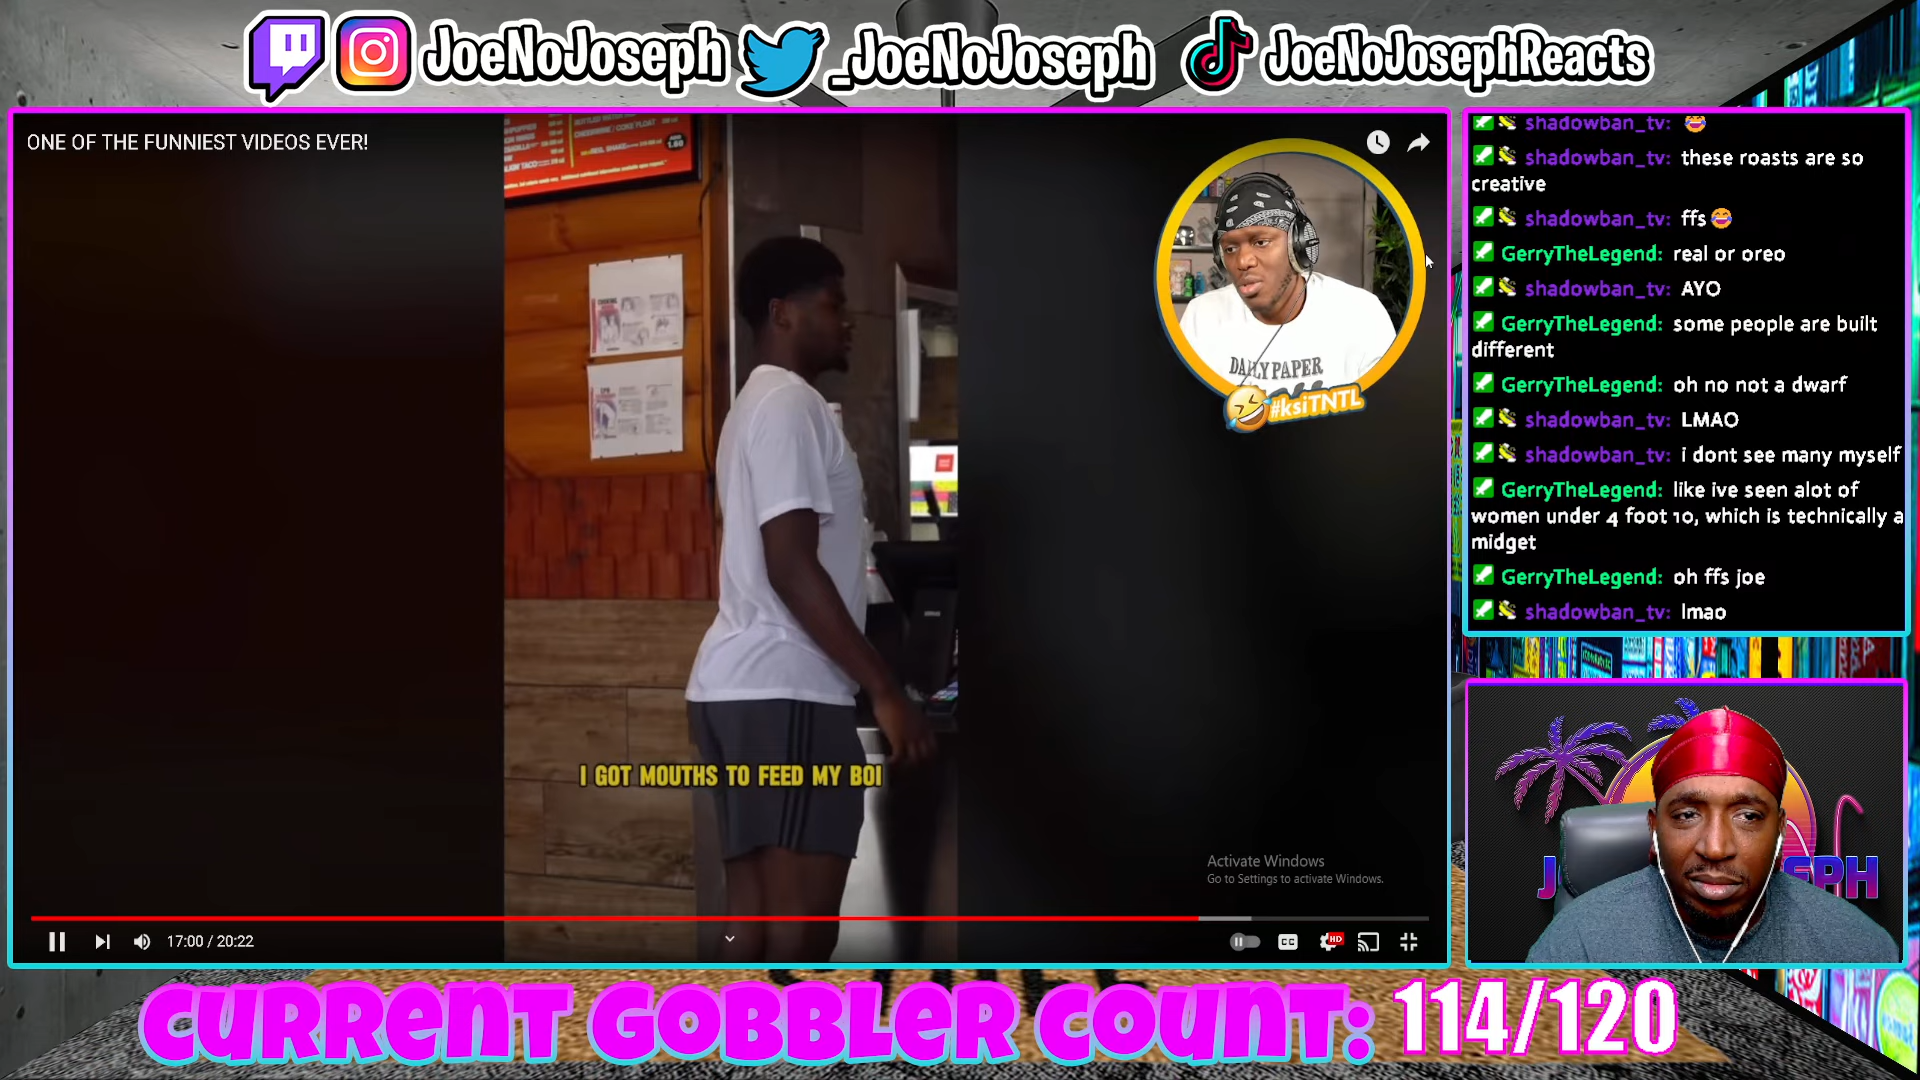 JoeNoJoseph
_JoeNoJoseph
JoeNoJosephReacts
ONE OF THE FUNNIEST VIDEOS EVER!
DAILY PAPER
#ksiTNTL
I GOT MOUTHS TO FEED MY BOI
Activate Windows
Go to Settings to activate Windows.
17:00 / 20:22
CC
HD
shadowban_tv: 😂
shadowban_tv: these roasts are so
creative
shadowban_tv: ffs 😂
GerryTheLegend: real or oreo
shadowban_tv: AYO
GerryTheLegend: some people are built
different
GerryTheLegend: oh no not a dwarf
shadowban_tv: LMAO
shadowban_tv: i dont see many myself
GerryTheLegend: like ive seen alot of
women under 4 foot 10, which is technically a
midget
GerryTheLegend: oh ffs joe
shadowban_tv: lmao
CURRENT GOBBLER COUNT: 114/120